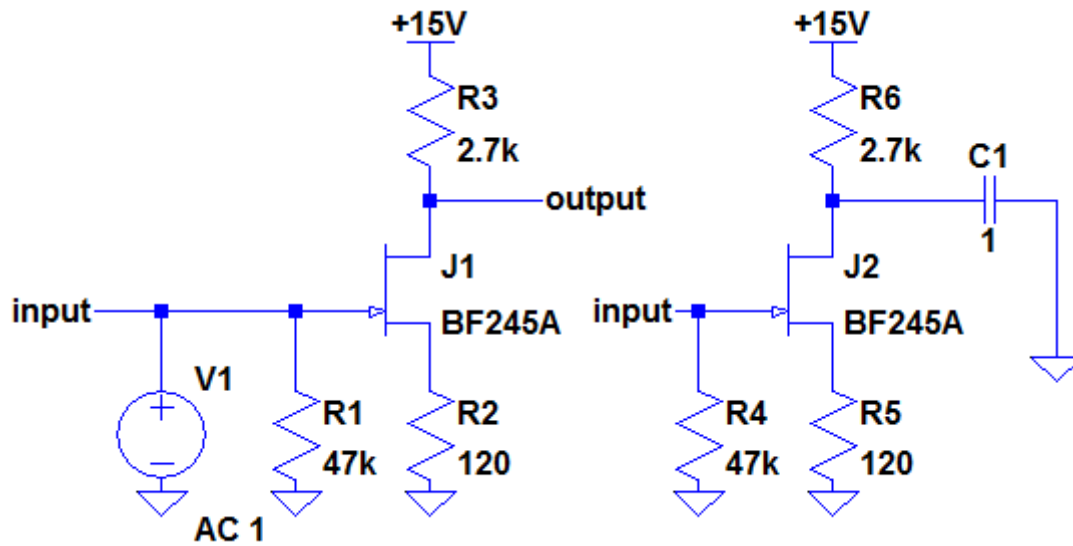 +15V
R3
2.7k
output
J1
input
BF245A
V1
R1
47k
R2
120
AC 1
+15V
R6
2.7k
C1
1
J2
input
BF245A
R4
47k
R5
120